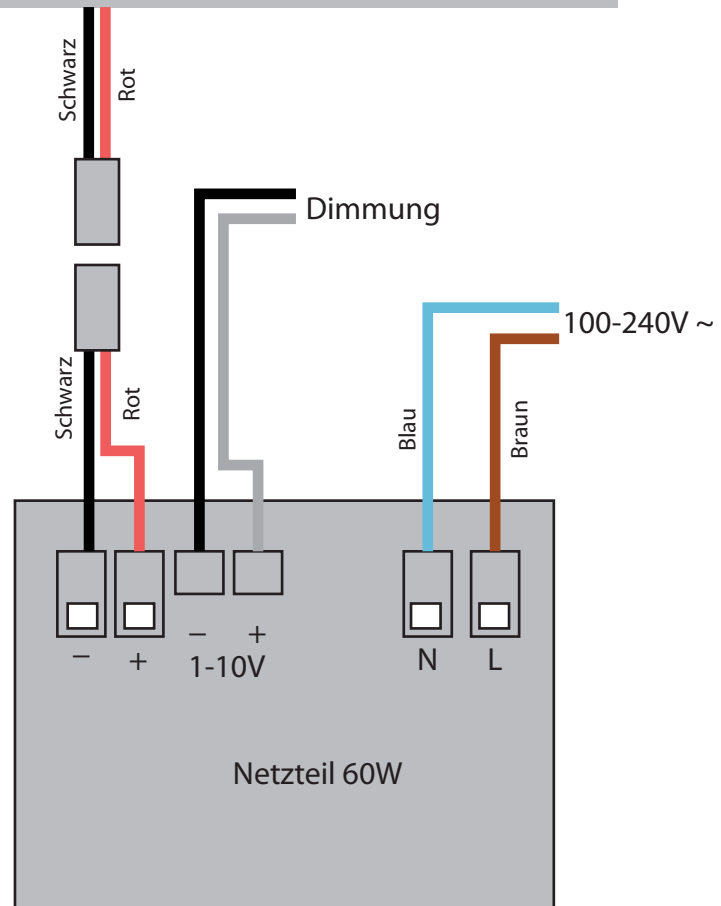 Schwarz
Rot
Dimmung
100-240V ~
Schwarz
Rot
Blau
Braun
– + – + N L
1-10V
Netzteil 60W